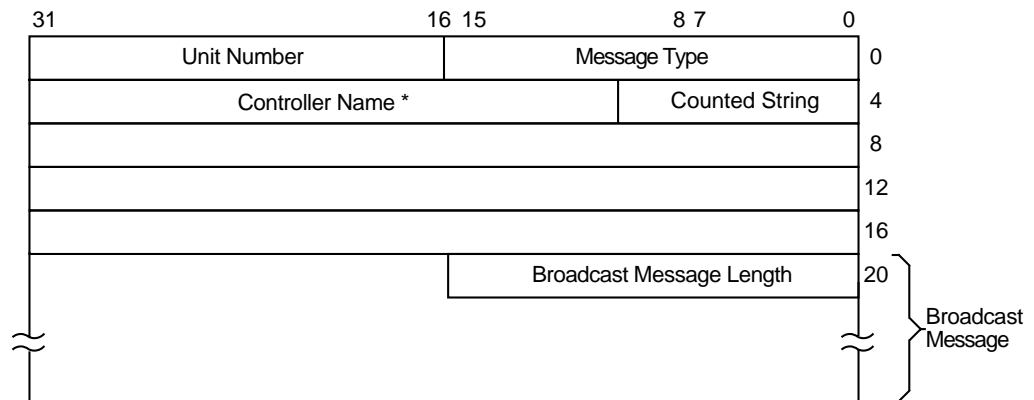 31 16 15 8 7 0
Unit Number Message Type 0
Controller Name * Counted String 4
8
12
16
Broadcast Message Length 20
Broadcast
Message